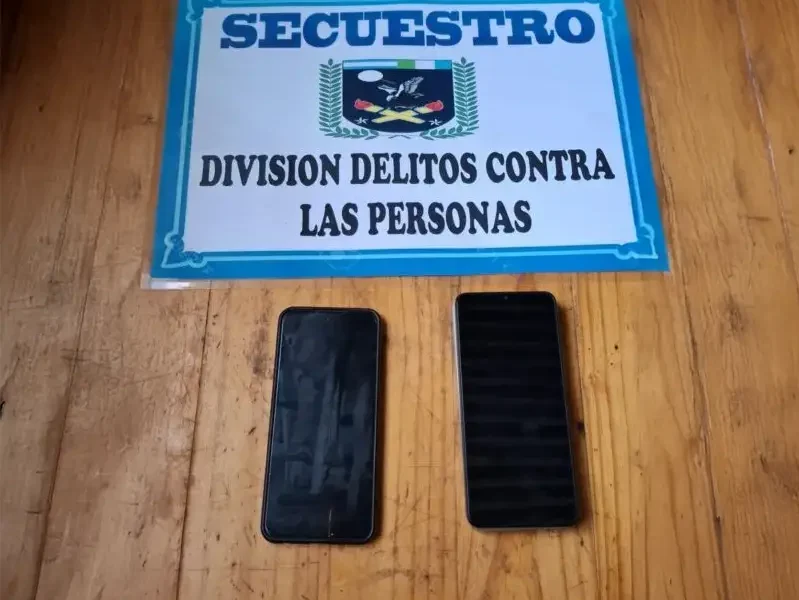 SECUESTRO
DIVISION DELITOS CONTRA
LAS PERSONAS